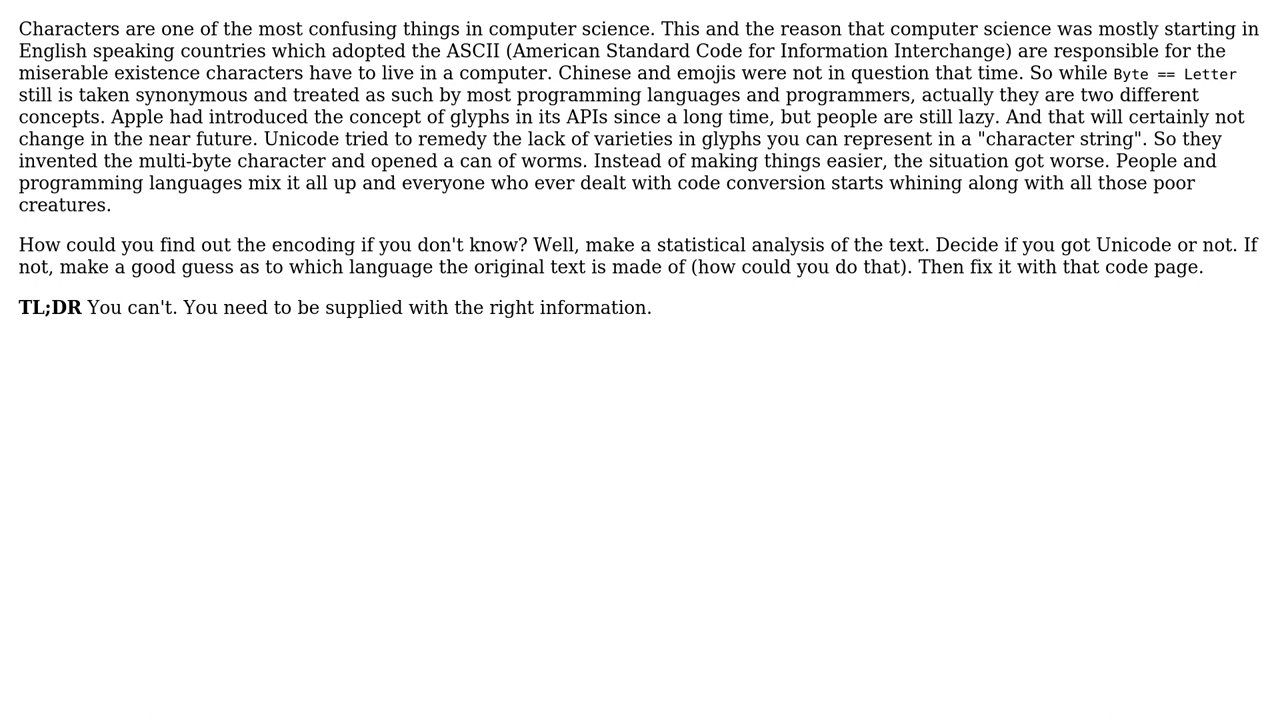 Characters are one of the most confusing things in computer science. This and the reason that computer science was mostly starting in
English speaking countries which adopted the ASCII (American Standard Code for Information Interchange) are responsible for the
miserable existence characters have to live in a computer. Chinese and emojis were not in question that time. So while Byte == Letter
still is taken synonymous and treated as such by most programming languages and programmers, actually they are two different
concepts. Apple had introduced the concept of glyphs in its APIs since a long time, but people are still lazy. And that will certainly not
change in the near future. Unicode tried to remedy the lack of varieties in glyphs you can represent in a "character string". So they
invented the multi-byte character and opened a can of worms. Instead of making things easier, the situation got worse. People and
programming languages mix it all up and everyone who ever dealt with code conversion starts whining along with all those poor
creatures.
How could you find out the encoding if you don't know? Well, make a statistical analysis of the text. Decide if you got Unicode or not. If
not, make a good guess as to which language the original text is made of (how could you do that). Then fix it with that code page.
TL;DR You can't. You need to be supplied with the right information.